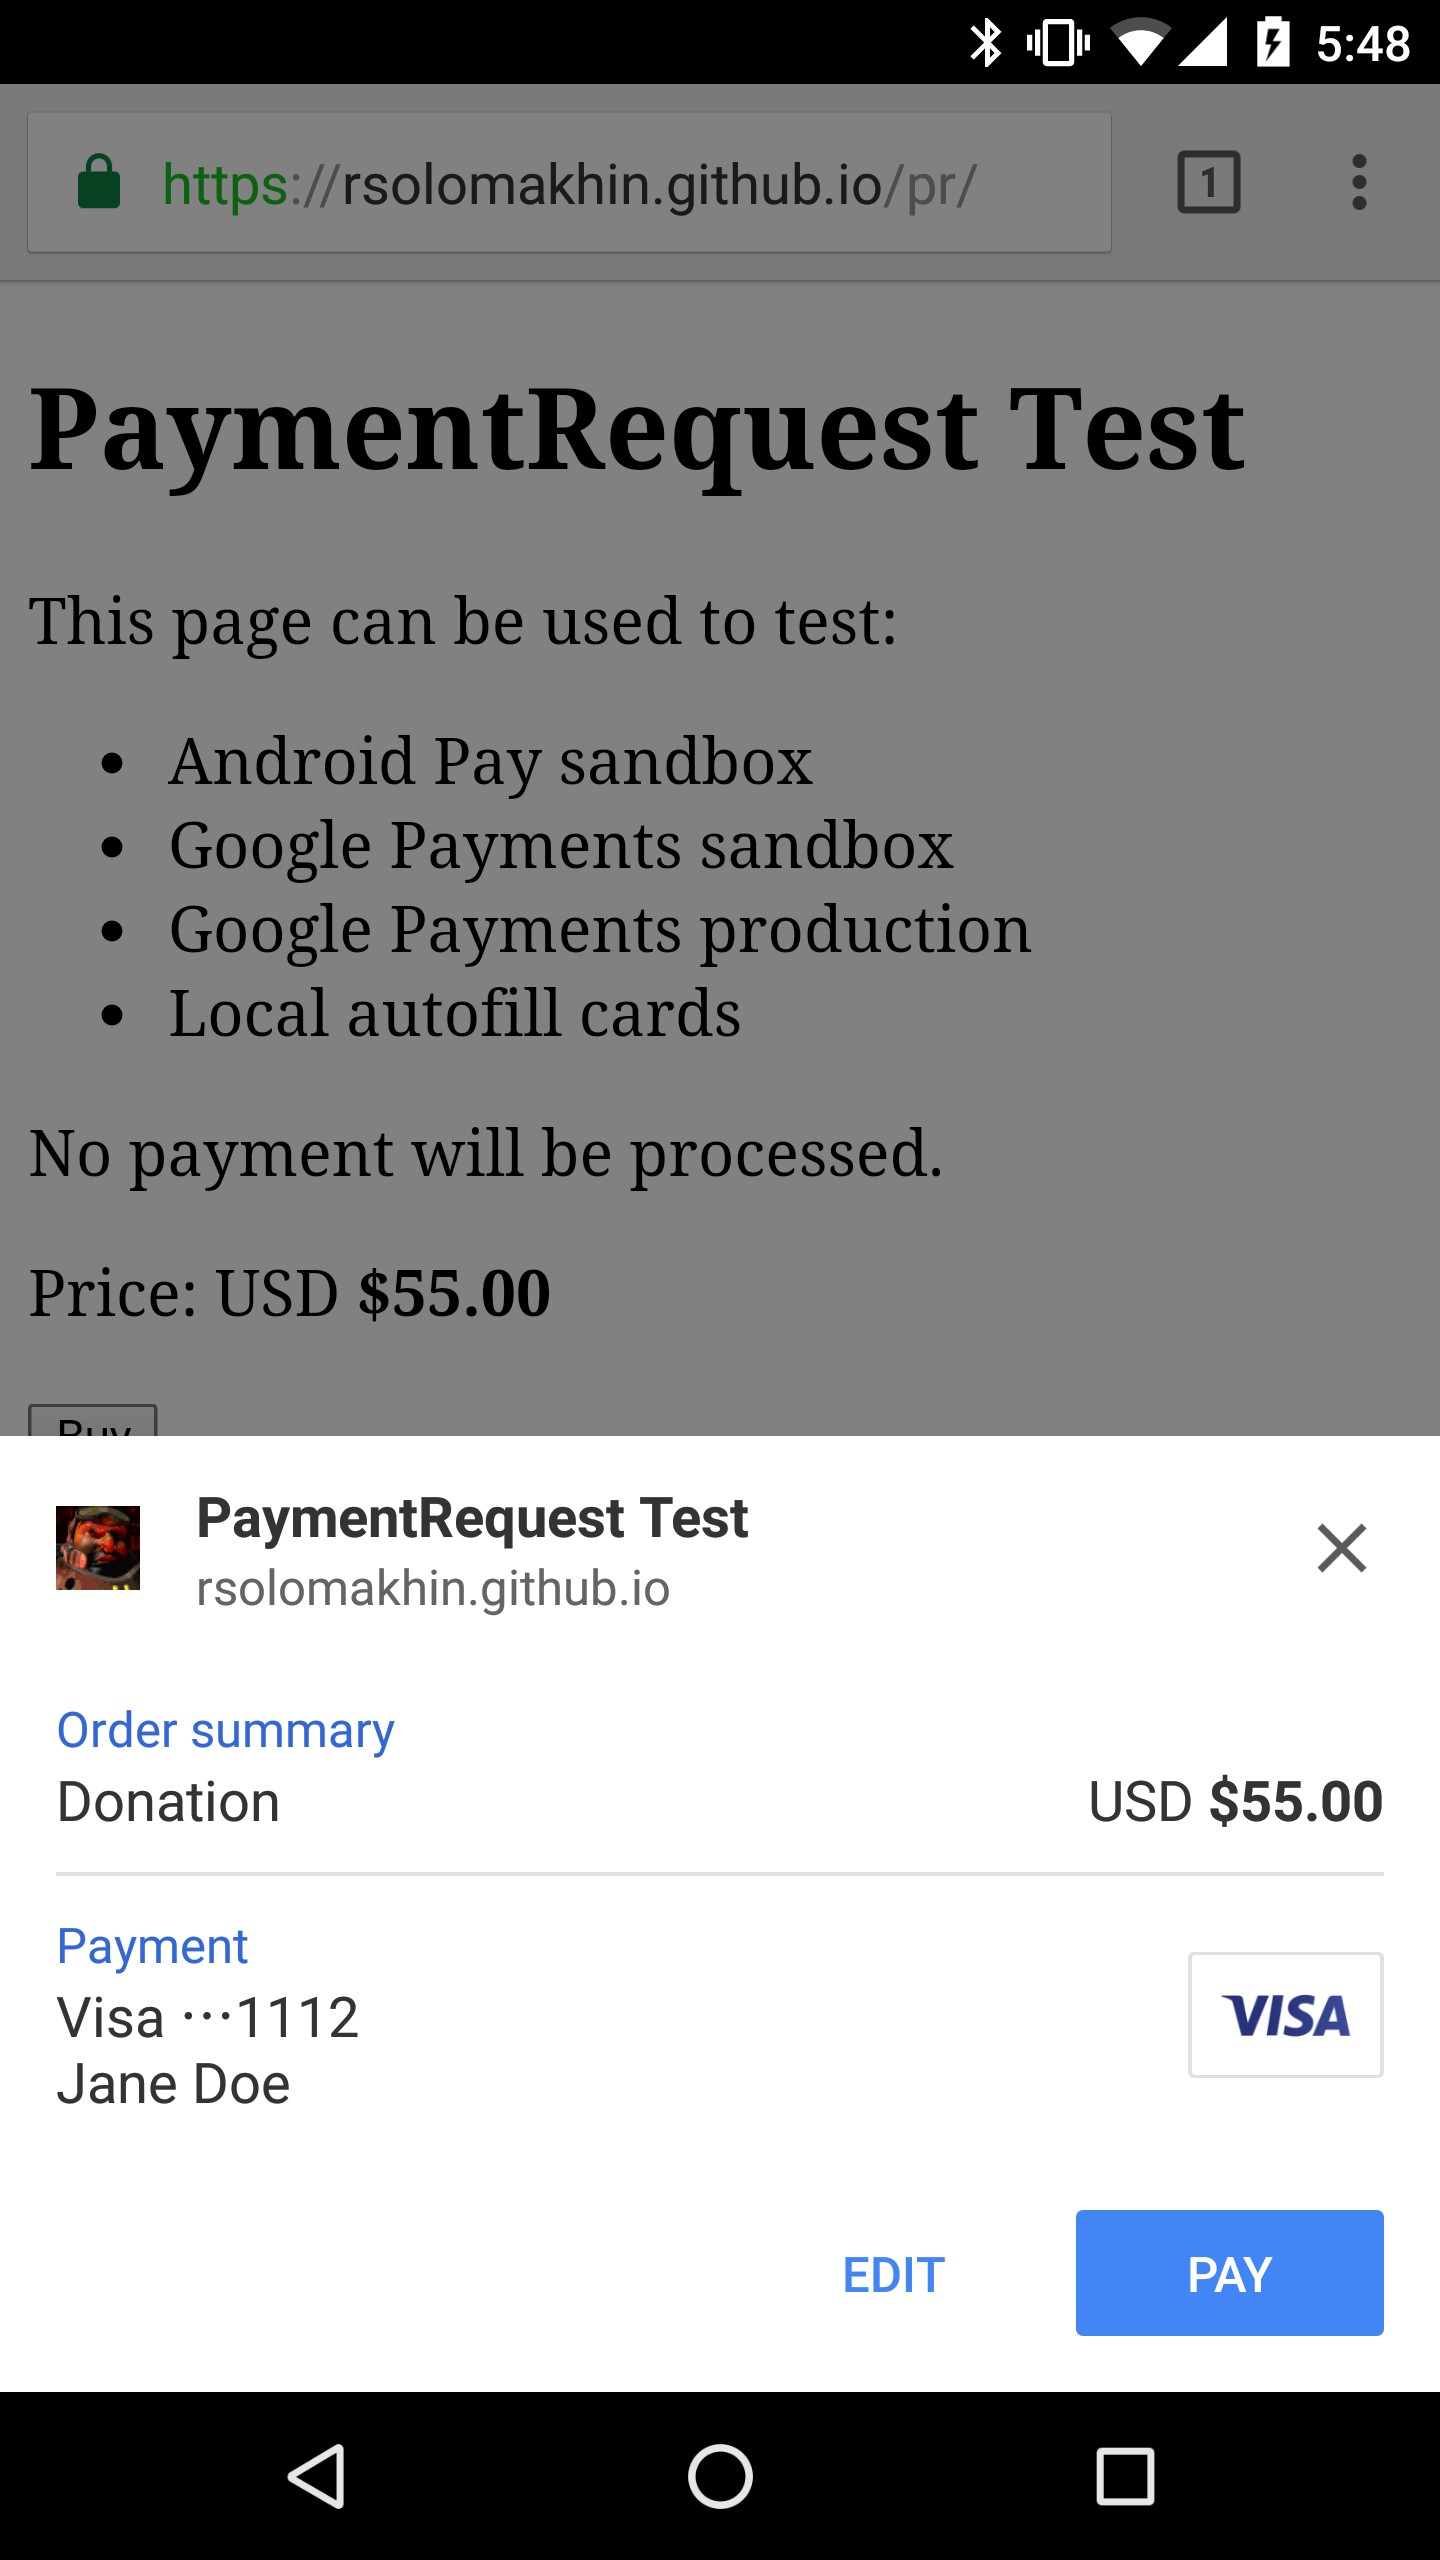 5:48
https://rsolomakhin.github.io/pr/
1
PaymentRequest Test
This page can be used to test:
Android Pay sandbox
Google Payments sandbox
Google Payments production
Local autofill cards
No payment will be processed.
Price: USD $55.00
Buy
PaymentRequest Test
rsolomakhin.github.io
Order summary
Donation USD $55.00
Payment
Visa ···1112
VISA
Jane Doe
EDIT PAY